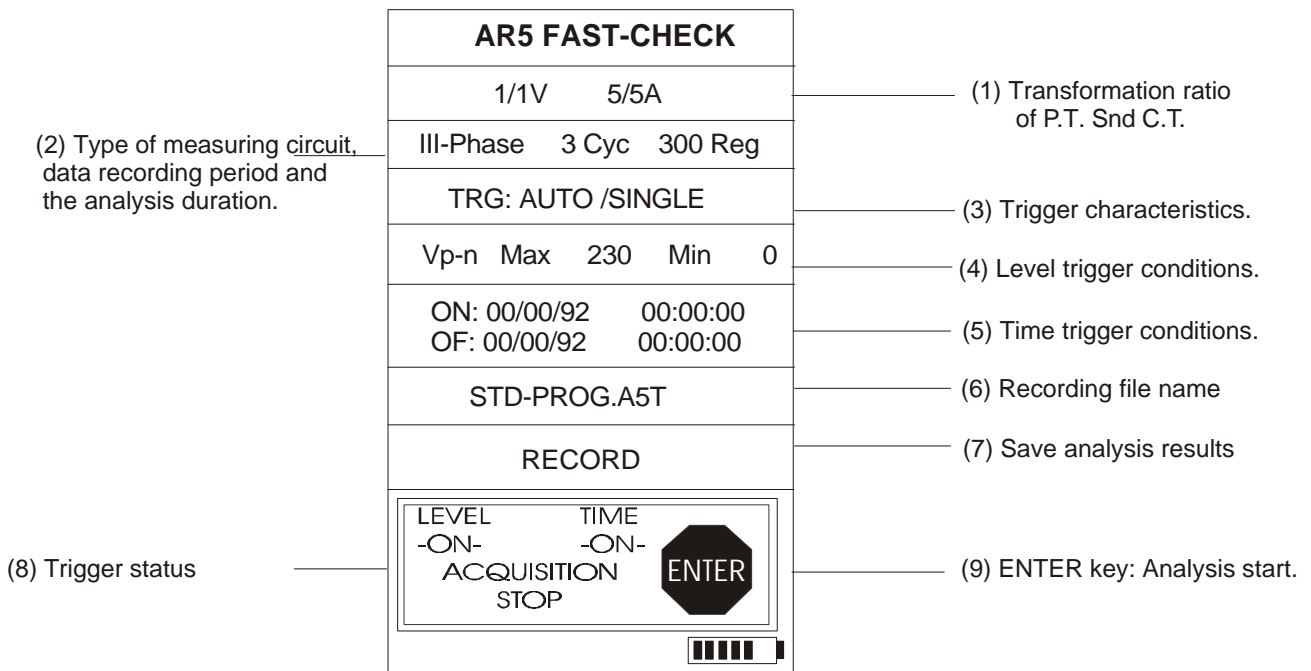 AR5 FAST-CHECK
1/1V 5/5A
(1) Transformation ratio
of P.T. Snd C.T.
(2) Type of measuring circuit,
data recording period and
the analysis duration.
III-Phase 3 Cyc 300 Reg
TRG: AUTO /SINGLE
(3) Trigger characteristics.
Vp-n Max 230 Min 0
(4) Level trigger conditions.
ON: 00/00/92 00:00:00
OF: 00/00/92 00:00:00
(5) Time trigger conditions.
STD-PROG.A5T
(6) Recording file name
RECORD
(7) Save analysis results
LEVEL TIME
-ON- -ON-
ACQUISITION
STOP
ENTER
(8) Trigger status
(9) ENTER key: Analysis start.